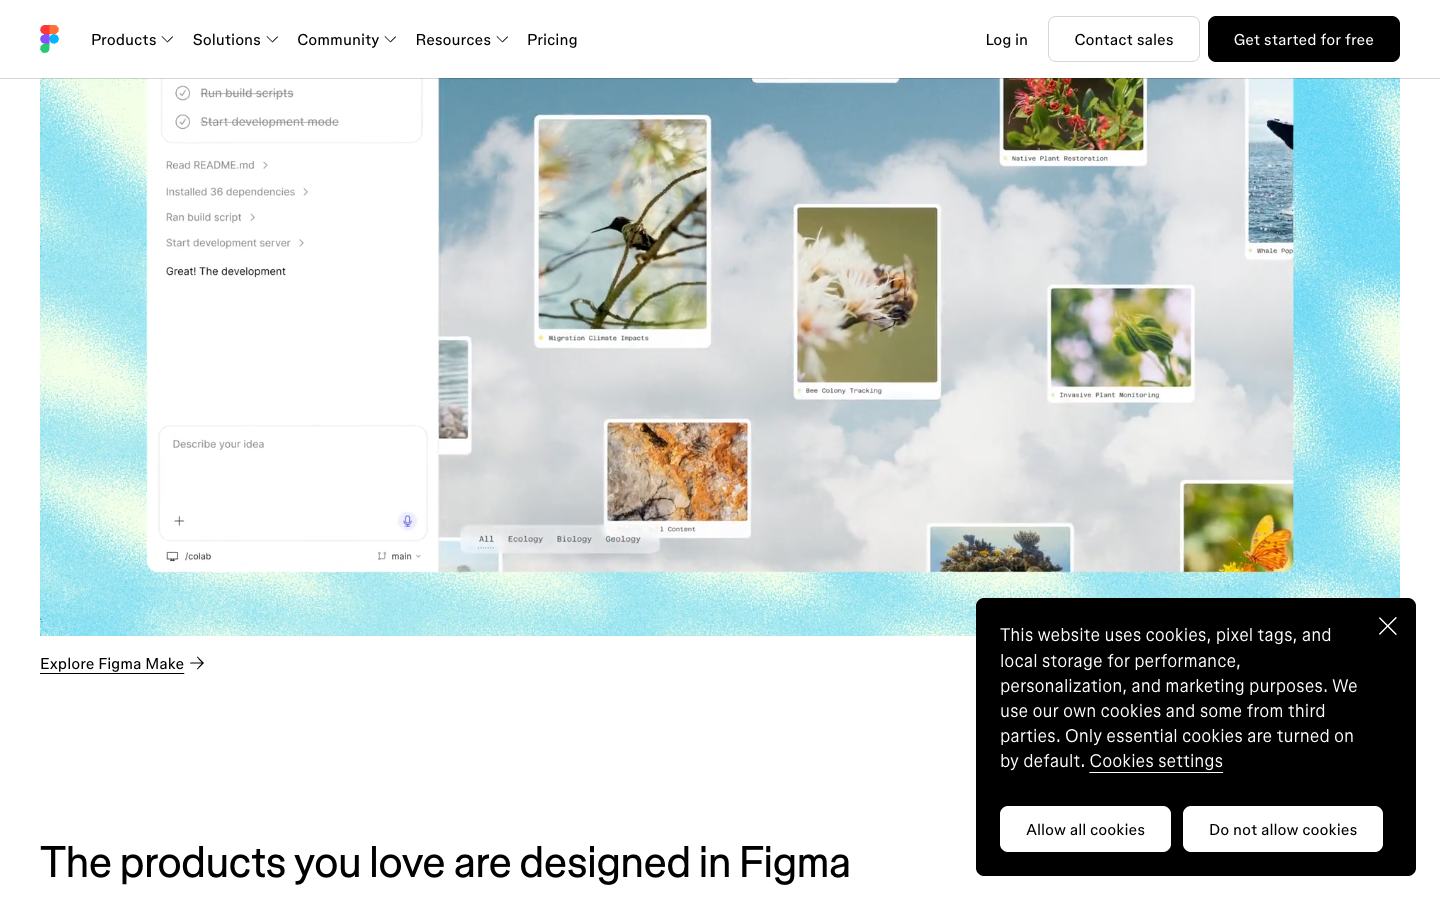 Products
Solutions
Community
Resources
Pricing
Log in
Contact sales
Get started for free
Run build scripts
Start development mode
Read README.md
Installed 36 dependencies
Ran build script
Start development server
Great! The development
Describe your idea
/colab
main
Migration Climate Impacts
Native Plant Restoration
Bee Colony Tracking
Whale Pop
Invasive Plant Monitoring
Content
All Ecology Biology Geology
Explore Figma Make
The products you love are designed in Figma
This website uses cookies, pixel tags, and
local storage for performance,
personalization, and marketing purposes. We
use our own cookies and some from third
parties. Only essential cookies are turned on
by default. Cookies settings
Allow all cookies
Do not allow cookies